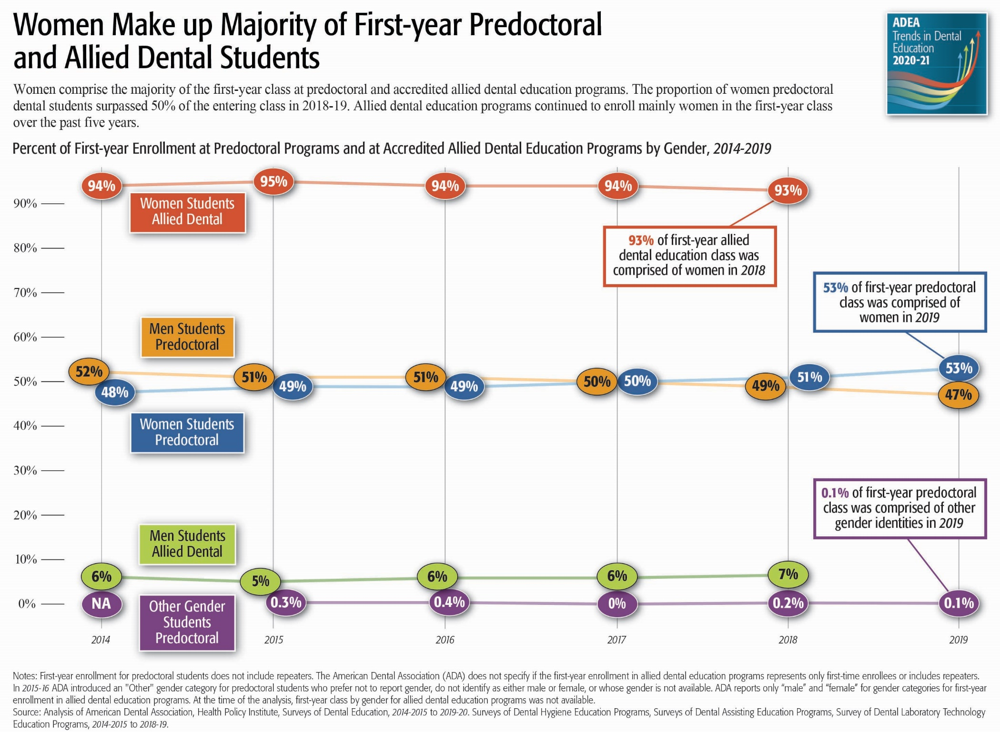 Women Make up Majority of First-year Predoctoral
and Allied Dental Students
ADEA
Trends in Dental
Education
2020-21
Women comprise the majority of the first-year class at predoctoral and accredited allied dental education programs. The proportion of women predoctoral
dental students surpassed 50% of the entering class in 2018-19. Allied dental education programs continued to enroll mainly women in the first-year class
over the past five years.
Percent of First-year Enrollment at Predoctoral Programs and at Accredited Allied Dental Education Programs by Gender, 2014-2019
94%
95%
94%
94%
93%
90%
Women Students
Allied Dental
80%
93% of first-year allied
dental education class was
comprised of women in 2018
70%
53% of first-year predoctoral
class was comprised of
women in 2019
60%
Men Students
Predoctoral
52%
51%
51%
50%
49%
47%
50%
48%
49%
49%
50%
51%
53%
Women Students
Predoctoral
40%
30%
20%
0.1% of first-year predoctoral
class was comprised of other
gender identities in 2019
Men Students
Allied Dental
10%
6%
5%
6%
6%
7%
0%
NA
Other Gender
Students
Predoctoral
0.3%
0.4%
0%
0.2%
0.1%
2014
2015
2016
2017
2018
2019
Notes: First-year enrollment for predoctoral students does not include repeaters. The American Dental Association (ADA) does not specify if the first-year enrollment in allied dental education programs represents only first-time enrollees or includes repeaters.
In 2015-16 ADA introduced an "Other" gender category for predoctoral students who prefer not to report gender, do not identify as either male or female, or whose gender is not available. ADA reports only “male” and “female” for gender categories for first-year
enrollment in allied dental education programs. At the time of the analysis, first-year class by gender for allied dental education programs was not available.
Source: Analysis of American Dental Association, Health Policy Institute, Surveys of Dental Education, 2014-2015 to 2019-20. Surveys of Dental Hygiene Education Programs, Surveys of Dental Assisting Education Programs, Survey of Dental Laboratory Technology
Education Programs, 2014-2015 to 2018-19.